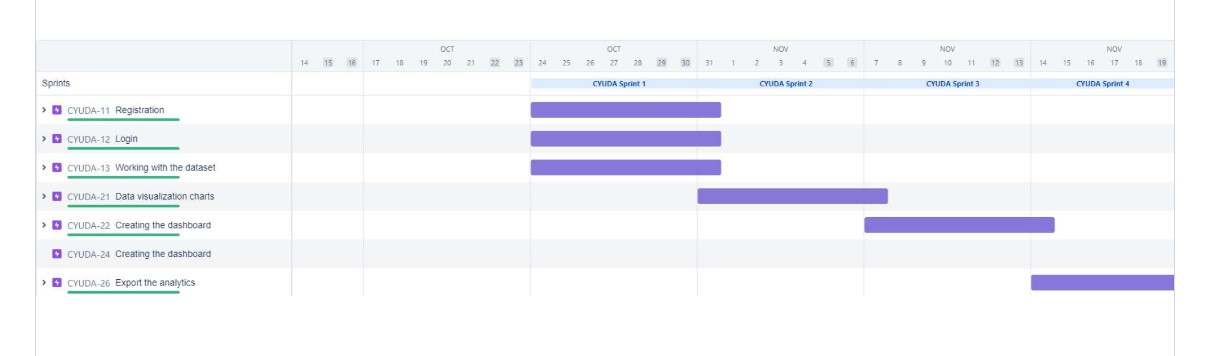 OCT OCT NOV NOV NOV
14 15 16 17 18 19 20 21 22 23 24 25 26 27 28 29 30 31 1 2 3 4 5 6 7 8 9 10 11 12 13 14 15 16 17 18 19
Sprints CYUDA Sprint 1 CYUDA Sprint 2 CYUDA Sprint 3 CYUDA Sprint 4
CYUDA-11 Registration
CYUDA-12 Login
CYUDA-13 Working with the dataset
CYUDA-21 Data visualization charts
CYUDA-22 Creating the dashboard
CYUDA-24 Creating the dashboard
CYUDA-26 Export the analytics